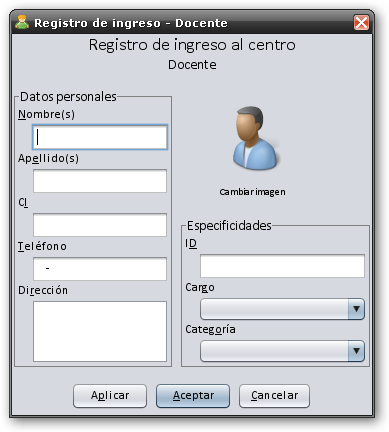 Registro de ingreso - Docente
Registro de ingreso al centro
Docente
Datos personales
Nombre(s)
Apellido(s)
CI
Teléfono
-
Dirección
Cambiar imagen
Especificidades
ID
Cargo
Categoría
Aplicar
Aceptar
Cancelar